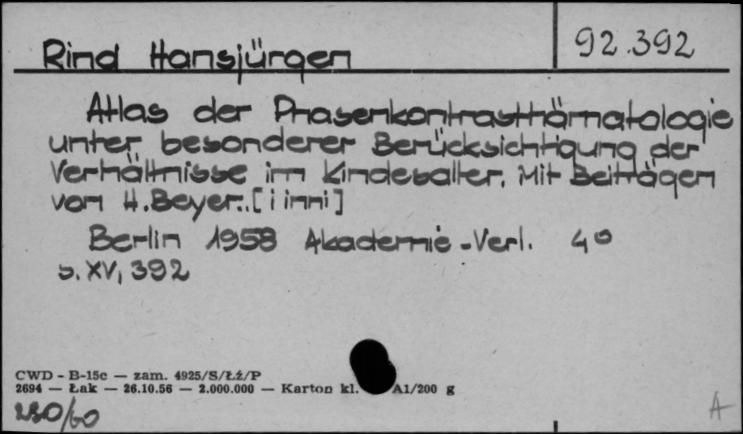 92.392
Rind Hansjürgen
Atlas der Phasenkontrasthämatologie
unter besonderer Berücksichtigung der
Verhältnisse im Kindesalter. Mit Beiträgen
von H. Beyer.. [i inni]
Berlin 1958 Akademie-Verl. 4°
s. XV, 392
CWD - B-15c — zam. 4925/S/Łż/P
2694 — Łak — 26.10.56 — 2.000.000 — Karton kl. A1/200 g
230/60
A